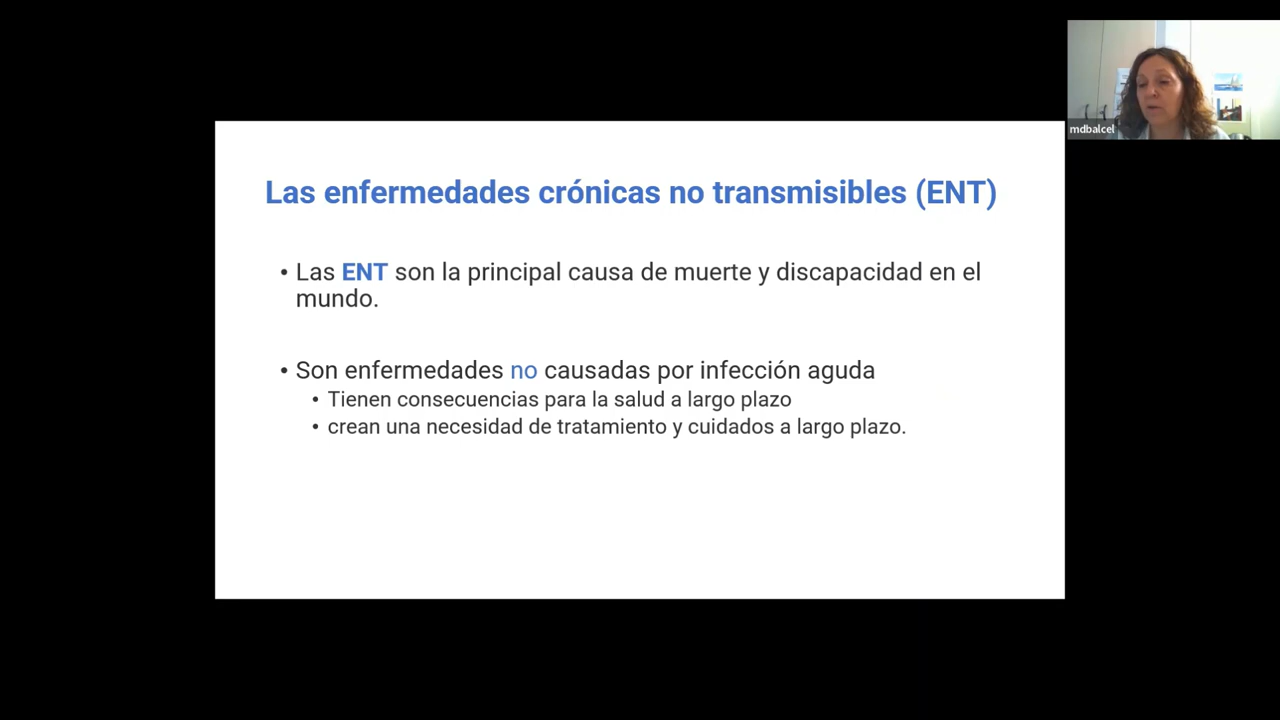 mdbalcel
Las enfermedades crónicas no transmisibles (ENT)
• Las ENT son la principal causa de muerte y discapacidad en el
mundo.
• Son enfermedades no causadas por infección aguda
• Tienen consecuencias para la salud a largo plazo
• crean una necesidad de tratamiento y cuidados a largo plazo.